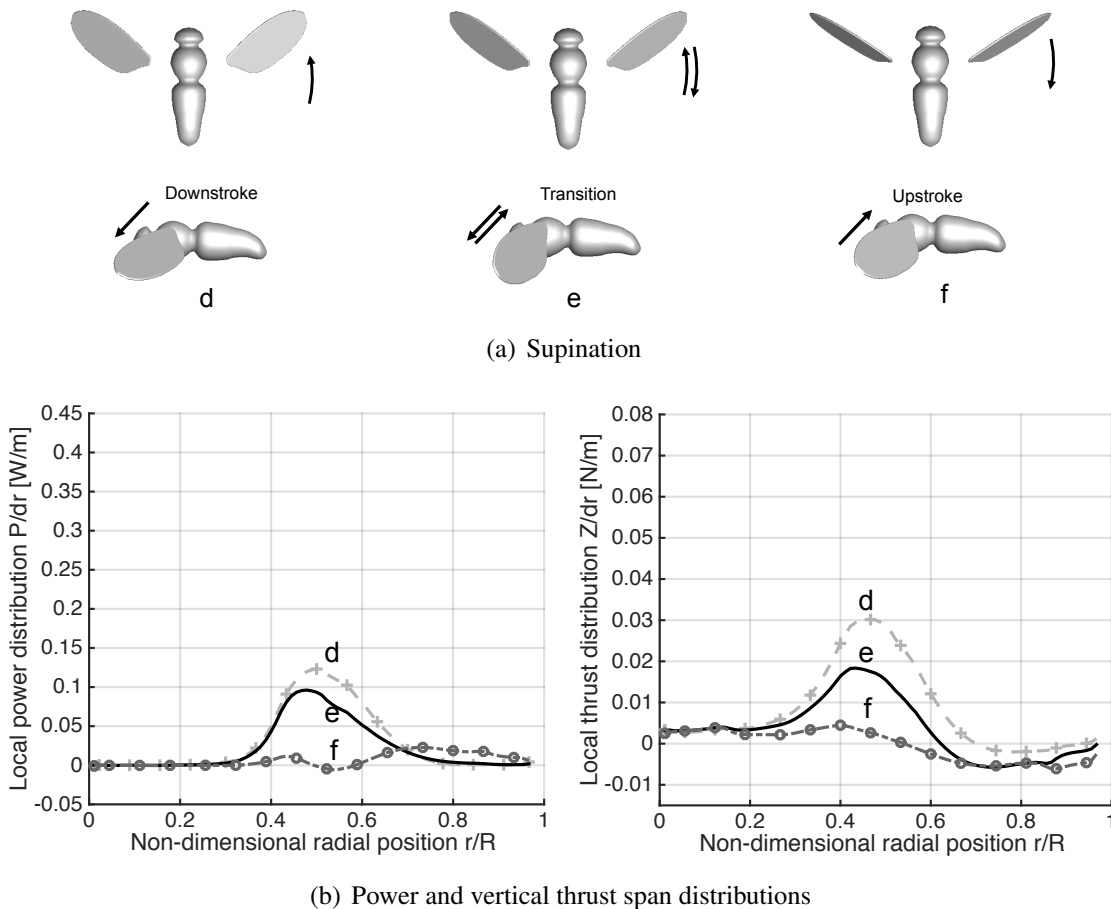 Downstroke
Transition
Upstroke
d
e
f
(a) Supination
Local power distribution P/dr [W/m]
0.45
0.4
0.35
0.3
0.25
0.2
0.15
0.1
0.05
0
-0.05
d
e
f
0
0.2
0.4
0.6
0.8
1
Non-dimensional radial position r/R
Local thrust distribution Z/dr [N/m]
0.08
0.07
0.06
0.05
0.04
0.03
0.02
0.01
0
-0.01
d
e
f
0
0.2
0.4
0.6
0.8
1
Non-dimensional radial position r/R
(b) Power and vertical thrust span distributions